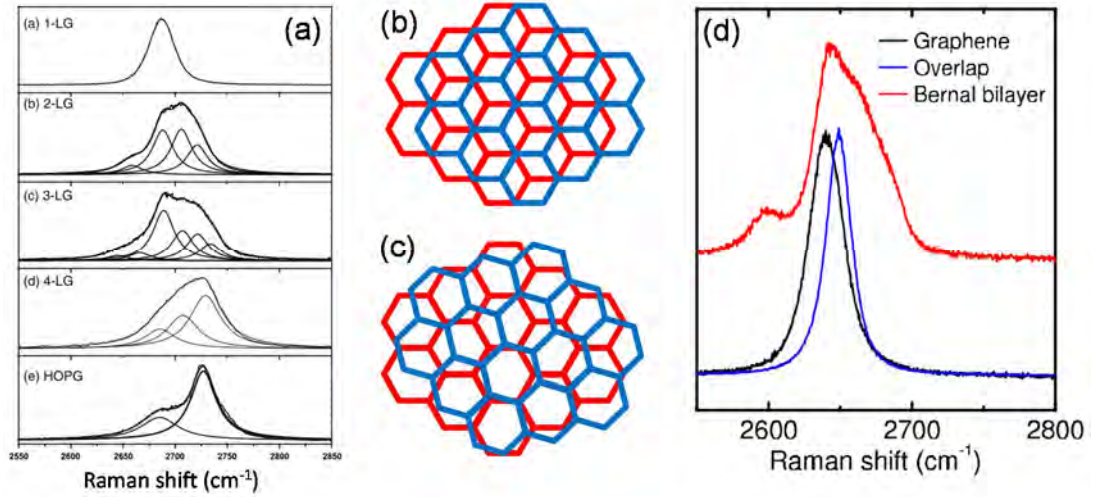 (a)
(a) 1-LG
(b) 2-LG
(c) 3-LG
(d) 4-LG
(e) HOPG
2550 2600 2650 2700 2750 2800 2850
Raman shift (cm⁻¹)
(b)
(c)
(d)
Graphene
Overlap
Bernal bilayer
2600 2700 2800
Raman shift (cm⁻¹)